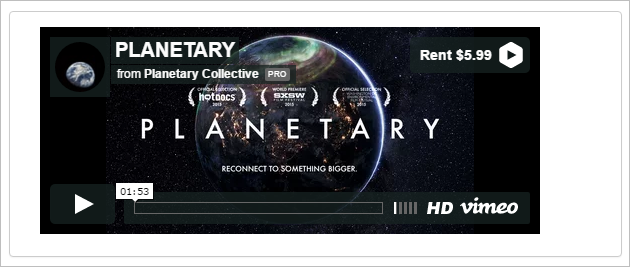 PLANETARY
from Planetary Collective PRO
Rent $5.99
OFFICIAL SELECTION
hotDOCS
2015
WORLD PREMIERE
SXSW
FILM FESTIVAL
2015
OFFICIAL SELECTION
2015
PLANETARY
RECONNECT TO SOMETHING BIGGER.
01:53
HD vimeo